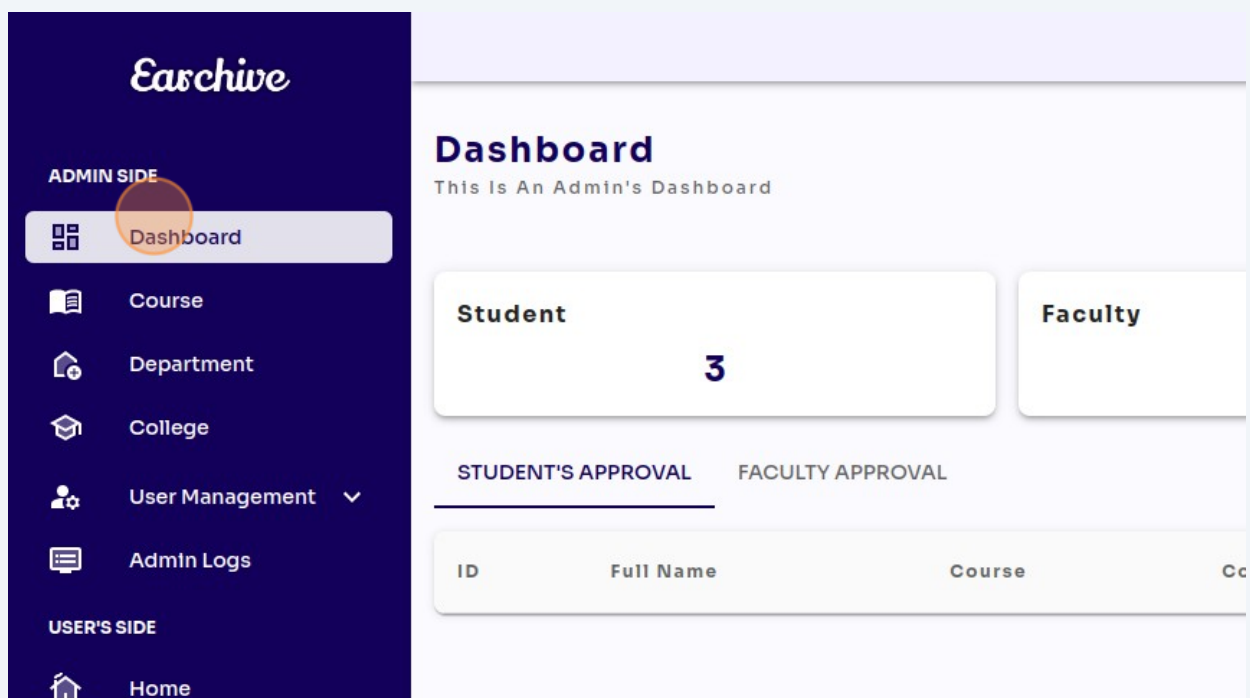 Earchive
ADMIN SIDE
Dashboard
Course
Department
College
User Management
Admin Logs
USER'S SIDE
Home
Dashboard
This Is An Admin's Dashboard
Student
3
Faculty
STUDENT'S APPROVAL FACULTY APPROVAL
ID Full Name Course